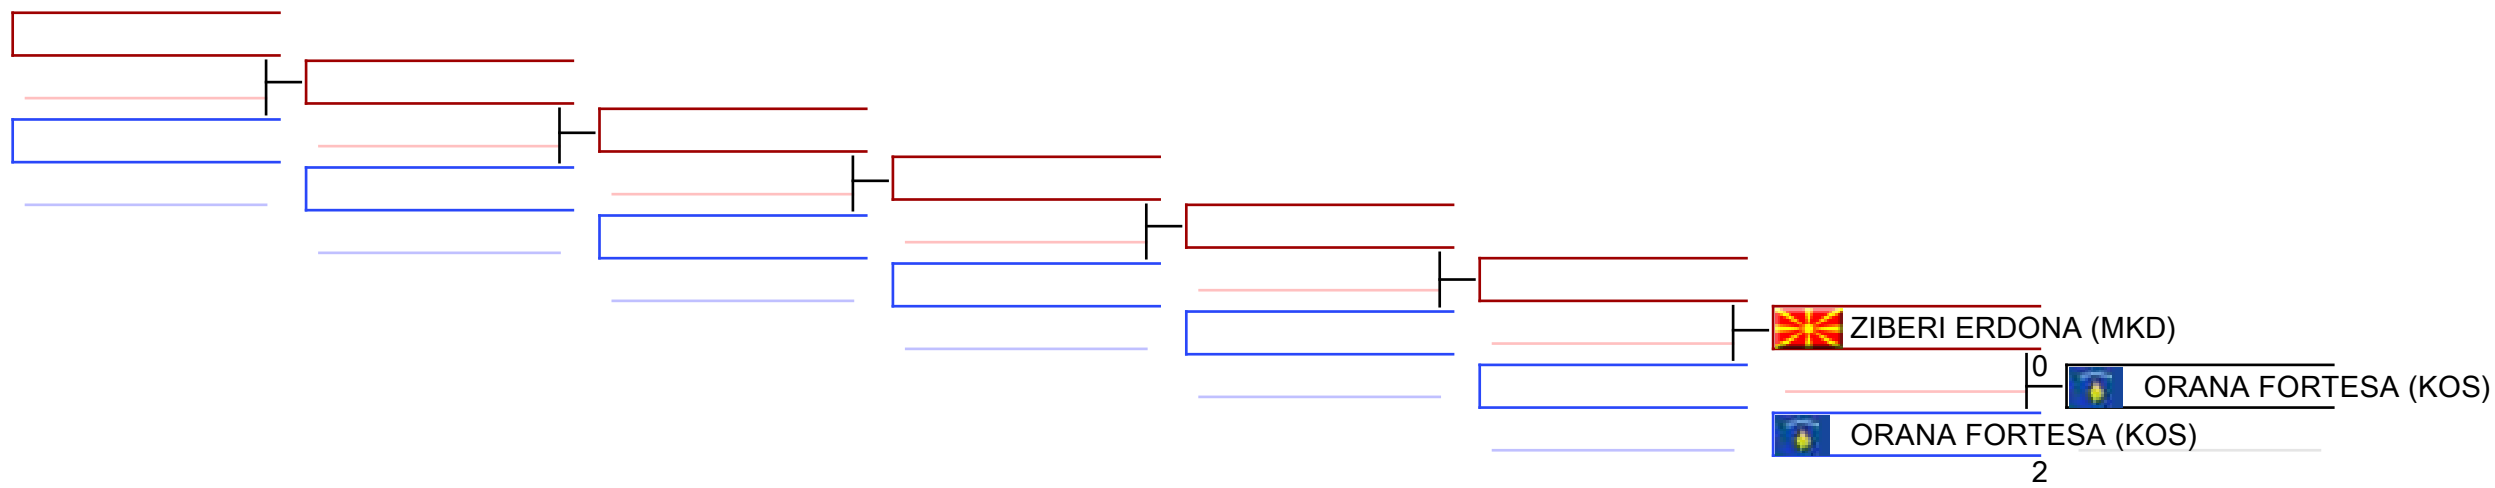 ZIBERI ERDONA (MKD)
0
ORANA FORTESA (KOS)
ORANA FORTESA (KOS)
2